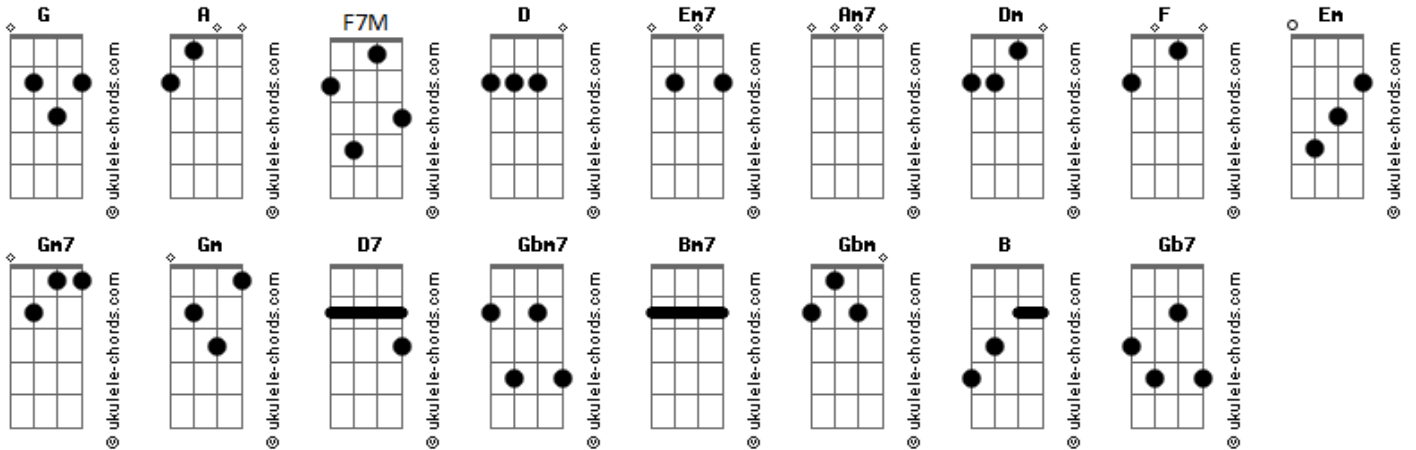 G A F7M D Em7 Am7 Dm F Em
© ukulele-chords.com © ukulele-chords.com © ukulele-chords.com © ukulele-chords.com © ukulele-chords.com © ukulele-chords.com © ukulele-chords.com © ukulele-chords.com © ukulele-chords.com
Gm7 Gm D7 Gbm7 Bm7 Gbm B Gb7
© ukulele-chords.com © ukulele-chords.com © ukulele-chords.com © ukulele-chords.com © ukulele-chords.com © ukulele-chords.com © ukulele-chords.com © ukulele-chords.com